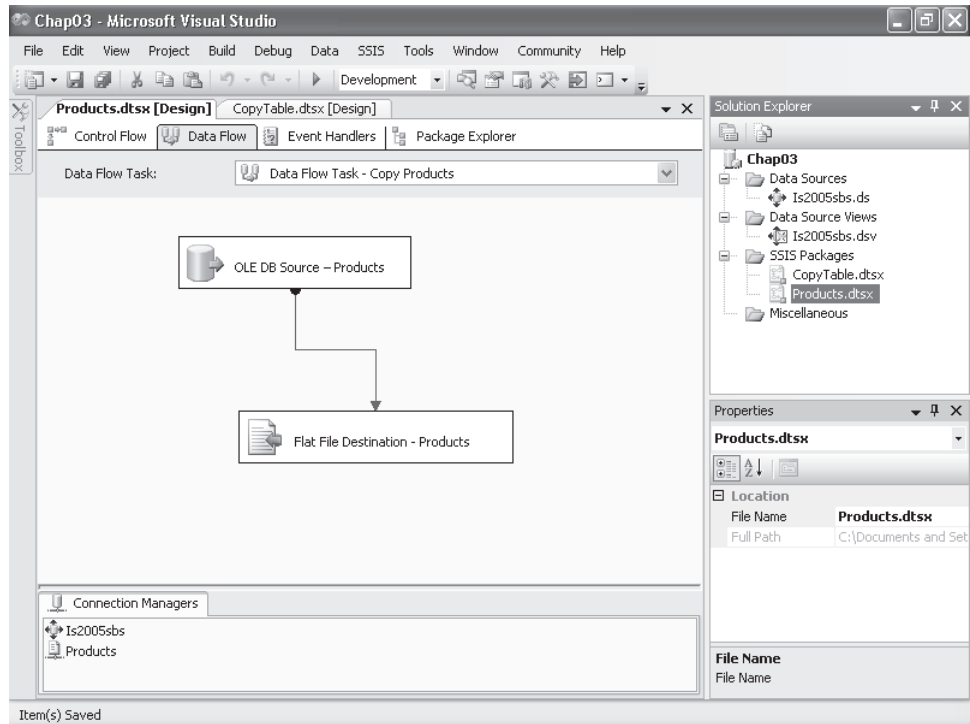 Chap03 - Microsoft Visual Studio
File Edit View Project Build Debug Data SSIS Tools Window Community Help
Development
Toolbox
Products.dtsx [Design] CopyTable.dtsx [Design]
Control Flow Data Flow Event Handlers Package Explorer
Data Flow Task: Data Flow Task - Copy Products
OLE DB Source – Products
Flat File Destination - Products
Connection Managers
Is2005sbs
Products
Solution Explorer
Chap03
Data Sources
Is2005sbs.ds
Data Source Views
Is2005sbs.dsv
SSIS Packages
CopyTable.dtsx
Products.dtsx
Miscellaneous
Properties
Products.dtsx
Location
File Name Products.dtsx
Full Path C:\Documents and Set
File Name
File Name
Item(s) Saved